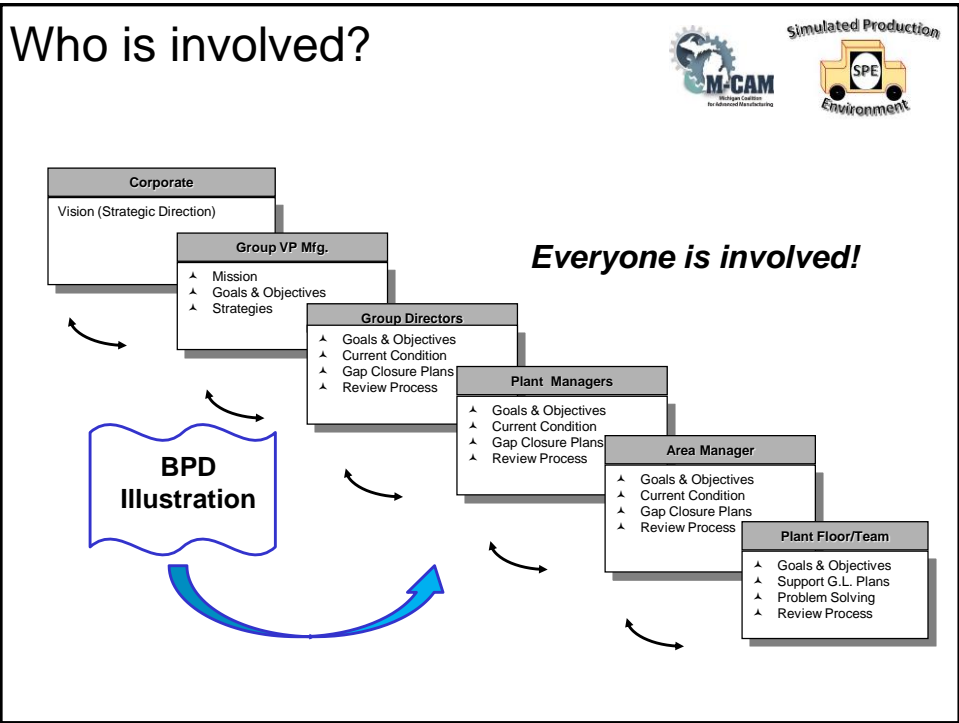 Who is involved?
M-CAM
Michigan Coalition
for Advanced Manufacturing
Simulated Production
SPE
Environment
Corporate
Vision (Strategic Direction)
Group VP Mfg.
Mission
Goals & Objectives
Strategies
Everyone is involved!
Group Directors
Goals & Objectives
Current Condition
Gap Closure Plans
Review Process
Plant Managers
Goals & Objectives
Current Condition
Gap Closure Plans
Review Process
Area Manager
Goals & Objectives
Current Condition
Gap Closure Plans
Review Process
Plant Floor/Team
Goals & Objectives
Support G.L. Plans
Problem Solving
Review Process
BPD
Illustration